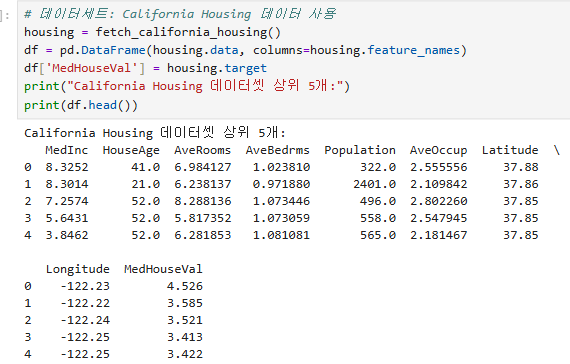 ]:
# 데이터세트: California Housing 데이터 사용
housing = fetch_california_housing()
df = pd.DataFrame(housing.data, columns=housing.feature_names)
df['MedHouseVal'] = housing.target
print("California Housing 데이터셋 상위 5개:")
print(df.head())
California Housing 데이터셋 상위 5개:
   MedInc  HouseAge  AveRooms  AveBedrms  Population  AveOccup  Latitude  \
0  8.3252      41.0  6.984127   1.023810       322.0  2.555556     37.88
1  8.3014      21.0  6.238137   0.971880      2401.0  2.109842     37.86
2  7.2574      52.0  8.288136   1.073446       496.0  2.802260     37.85
3  5.6431      52.0  5.817352   1.073059       558.0  2.547945     37.85
4  3.8462      52.0  6.281853   1.081081       565.0  2.181467     37.85
   Longitude  MedHouseVal
0    -122.23        4.526
1    -122.22        3.585
2    -122.24        3.521
3    -122.25        3.413
4    -122.25        3.422